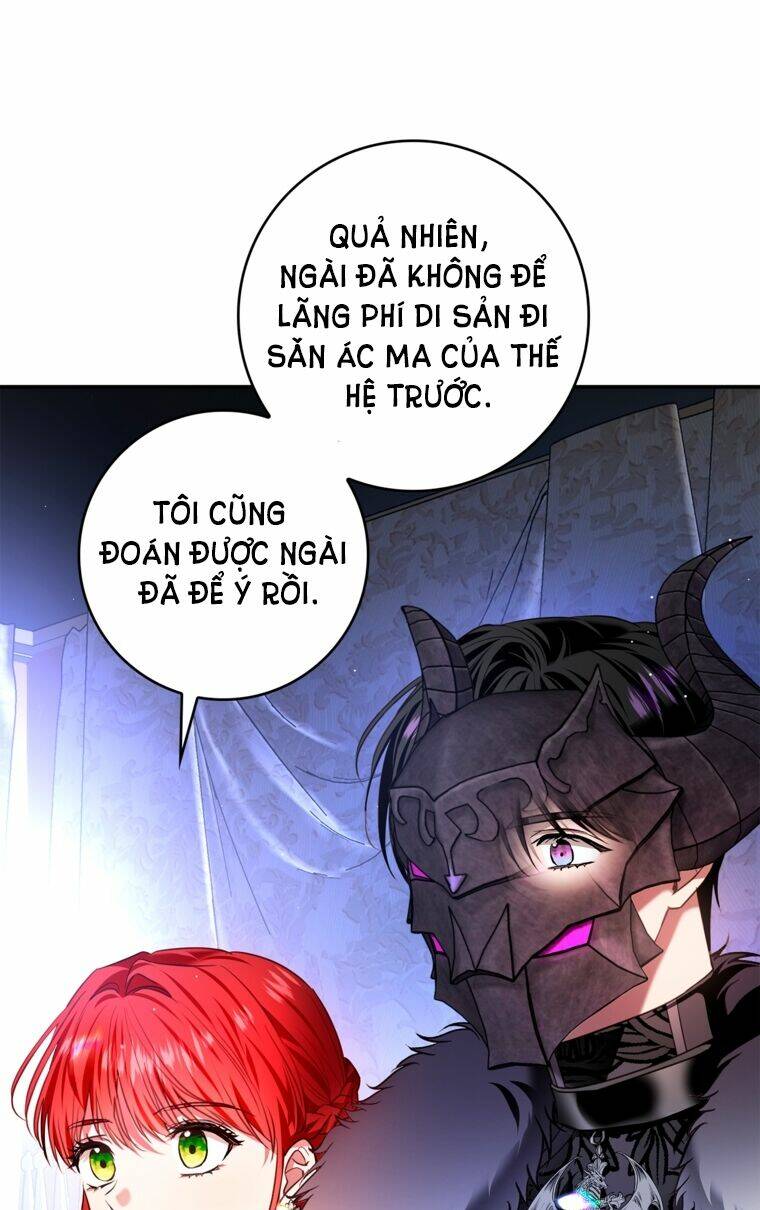 QUẢ NHIÊN,
NGÀI ĐÃ KHÔNG ĐỂ
LÃNG PHÍ DI SẢN ĐI
SĂN ÁC MA CỦA THẾ
HỆ TRƯỚC.
TÔI CŨNG
ĐOÁN ĐƯỢC NGÀI
ĐÃ ĐỂ Ý RỒI.